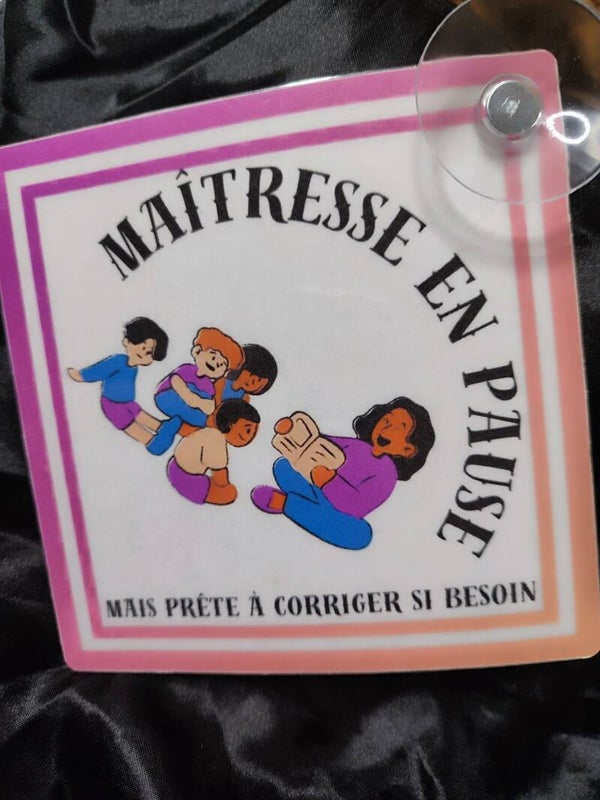 MAÎTRESSE EN PAUSE
MAIS PRÊTE À CORRIGER SI BESOIN